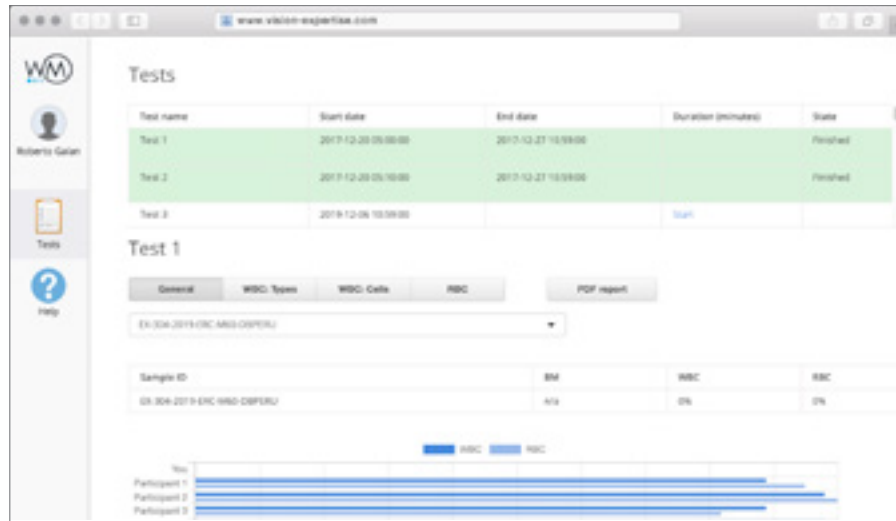 www.vision-expertise.com
WM
Roberto Galan
Tests
Help
Tests
Test name Start date End date Duration (minutes) State
Test 1 2017-12-20 05:00:00 2017-12-27 10:59:00 Finished
Test 2 2017-12-20 05:10:00 2017-12-27 10:59:00 Finished
Test 3 2019-12-06 10:59:00 Start
Test 1
General WBC: Types WBC: Cells RBC PDF report
Sample ID BM WBC RBC
n/a 0% 0%
WBC RBC
You
Participant 1
Participant 2
Participant 3